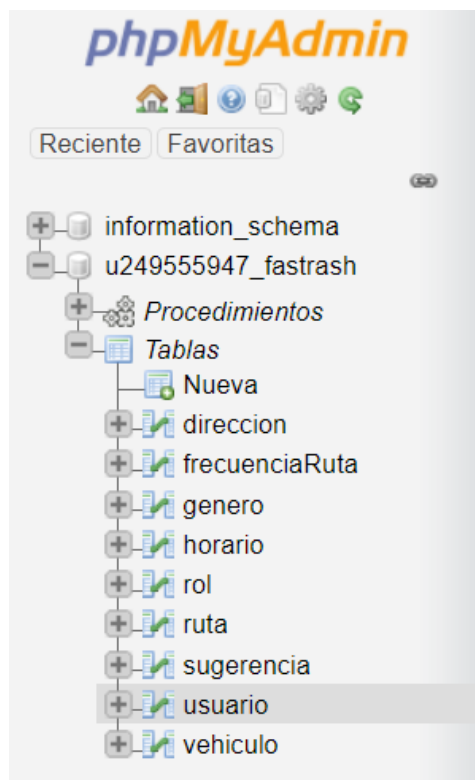 phpMyAdmin
Reciente Favoritas
information_schema
u249555947_fastrash
Procedimientos
Tablas
Nueva
direccion
frecuenciaRuta
genero
horario
rol
ruta
sugerencia
usuario
vehiculo